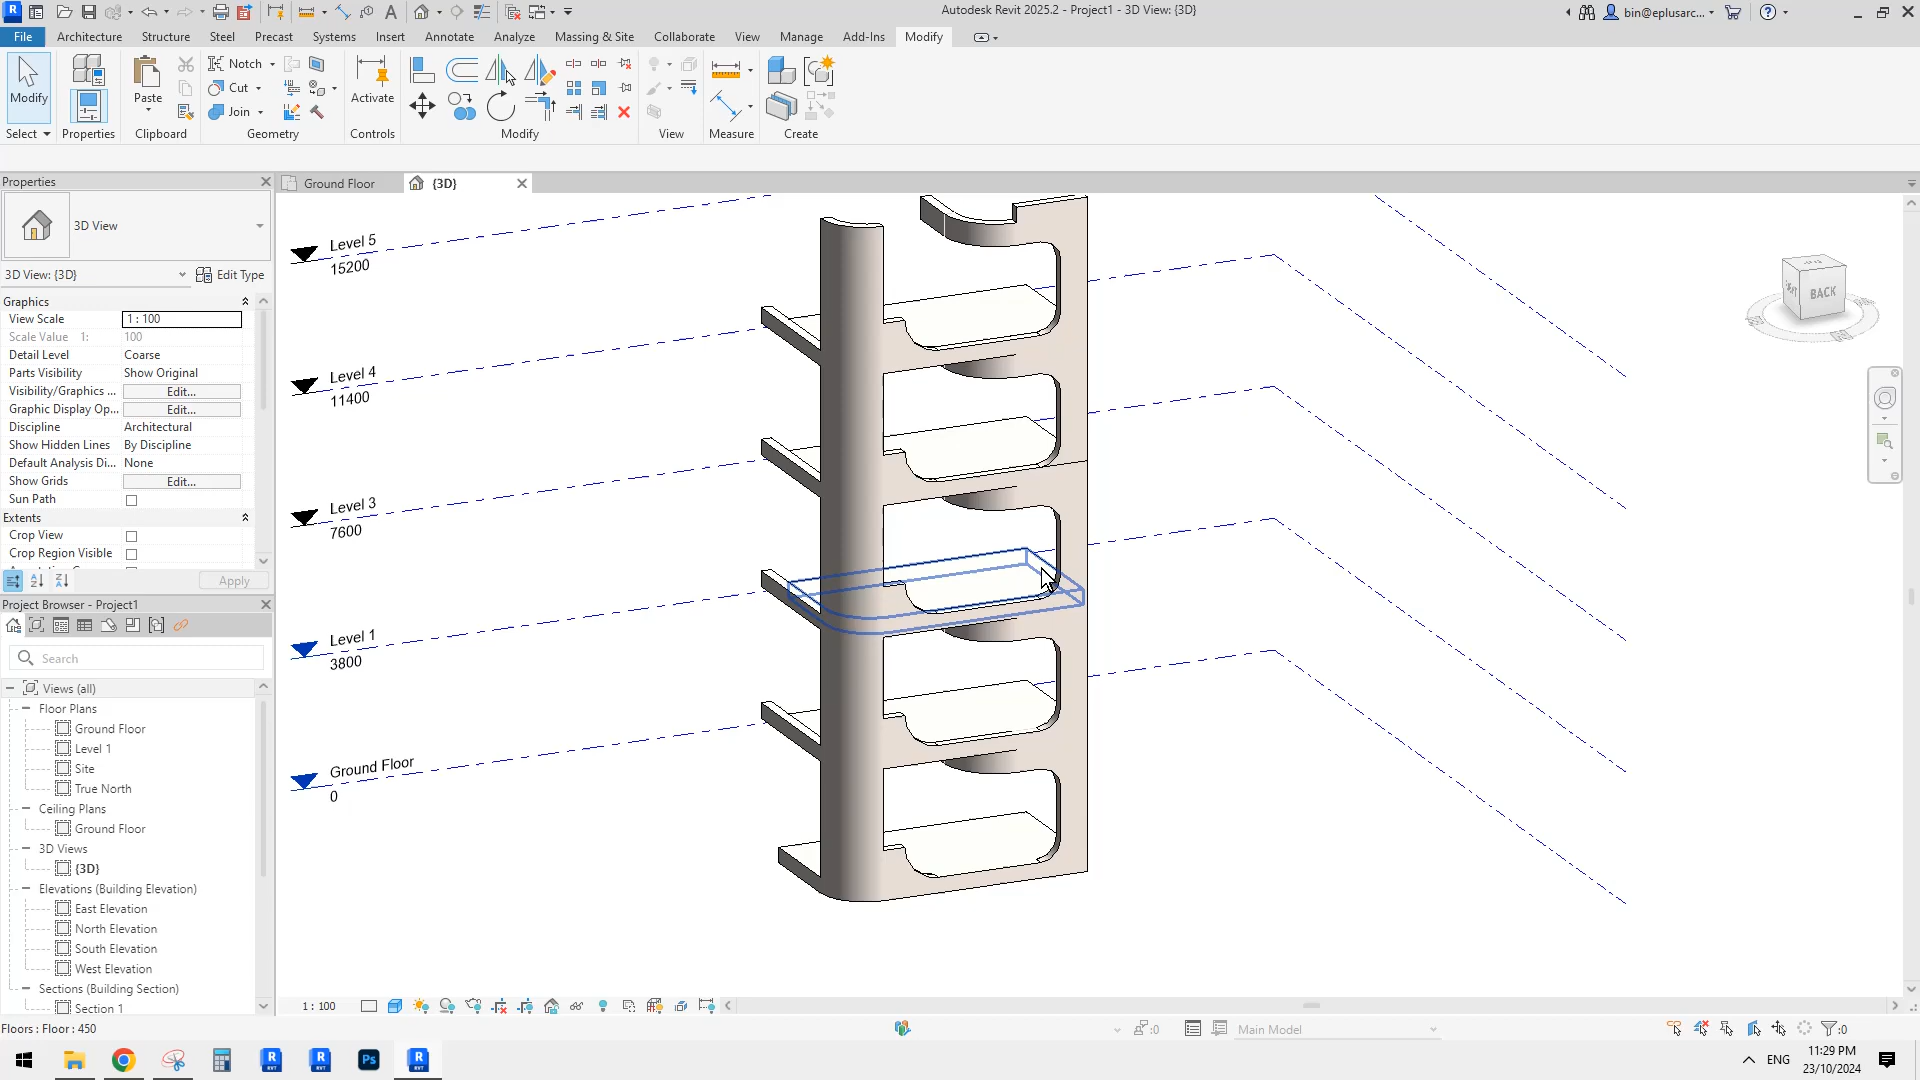 Autodesk Revit 2025.2 - Project1 - 3D View: {3D}
bin@eplusarc...
File
Architecture
Structure
Steel
Precast
Systems
Insert
Annotate
Analyze
Massing & Site
Collaborate
View
Manage
Add-Ins
Modify
Modify
Paste
Notch
Cut
Join
Activate
Select
Properties
Clipboard
Geometry
Controls
Modify
View
Measure
Create
Properties
Ground Floor
{3D}
3D View
3D View: {3D}
Edit Type
Graphics
View Scale
1 : 100
Scale Value 1:
100
Detail Level
Coarse
Parts Visibility
Show Original
Visibility/Graphics ...
Edit...
Graphic Display Op...
Edit...
Discipline
Architectural
Show Hidden Lines
By Discipline
Default Analysis Di...
None
Show Grids
Edit...
Sun Path
Extents
Crop View
Crop Region Visible
Apply
Project Browser - Project1
Search
Views (all)
Floor Plans
Ground Floor
Level 1
Site
True North
Ceiling Plans
Ground Floor
3D Views
{3D}
Elevations (Building Elevation)
East Elevation
North Elevation
South Elevation
West Elevation
Sections (Building Section)
Section 1
Level 5
15200
Level 4
11400
Level 3
7600
Level 1
3800
Ground Floor
0
BACK
1 : 100
Floors : Floor : 450
:0
Main Model
:0
Ps
ENG
11:29 PM
23/10/2024